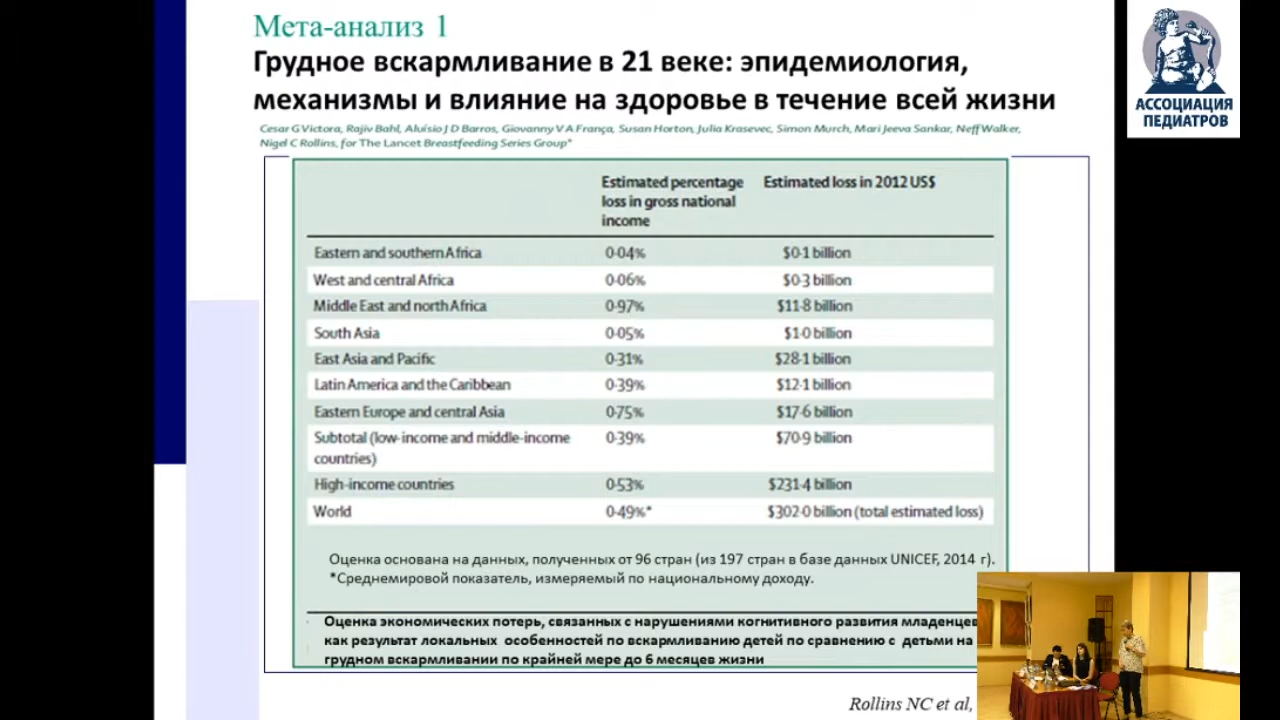 Мета-анализ 1
Грудное вскармливание в 21 веке: эпидемиология,
механизмы и влияние на здоровье в течение всей жизни
Cesar G Victora, Rajiv Bahl, Aluísio J D Barros, Giovanny V A França, Susan Horton, Julia Krasevec, Simon Murch, Mari Jeeva Sankar, Neff Walker,
Nigel C Rollins, for The Lancet Breastfeeding Series Group*
АССОЦИАЦИЯ
ПЕДИАТРОВ
Estimated percentage loss in gross national income Estimated loss in 2012 US$
Eastern and southern Africa 0·04% $0·1 billion
West and central Africa 0·06% $0·3 billion
Middle East and north Africa 0·97% $11·8 billion
South Asia 0·05% $1·0 billion
East Asia and Pacific 0·31% $28·1 billion
Latin America and the Caribbean 0·39% $12·1 billion
Eastern Europe and central Asia 0·75% $17·6 billion
Subtotal (low-income and middle-income countries) 0·39% $70·9 billion
High-income countries 0·53% $231·4 billion
World 0·49%* $302·0 billion (total estimated loss)
Оценка основана на данных, полученных от 96 стран (из 197 стран в базе данных UNICEF, 2014 г).
*Среднемировой показатель, измеряемый по национальному доходу.
Оценка экономических потерь, связанных с нарушениями когнитивного развития младенцев
как результат локальных особенностей по вскармливанию детей по сравнению с детьми на
грудном вскармливании по крайней мере до 6 месяцев жизни
Rollins NC et al,